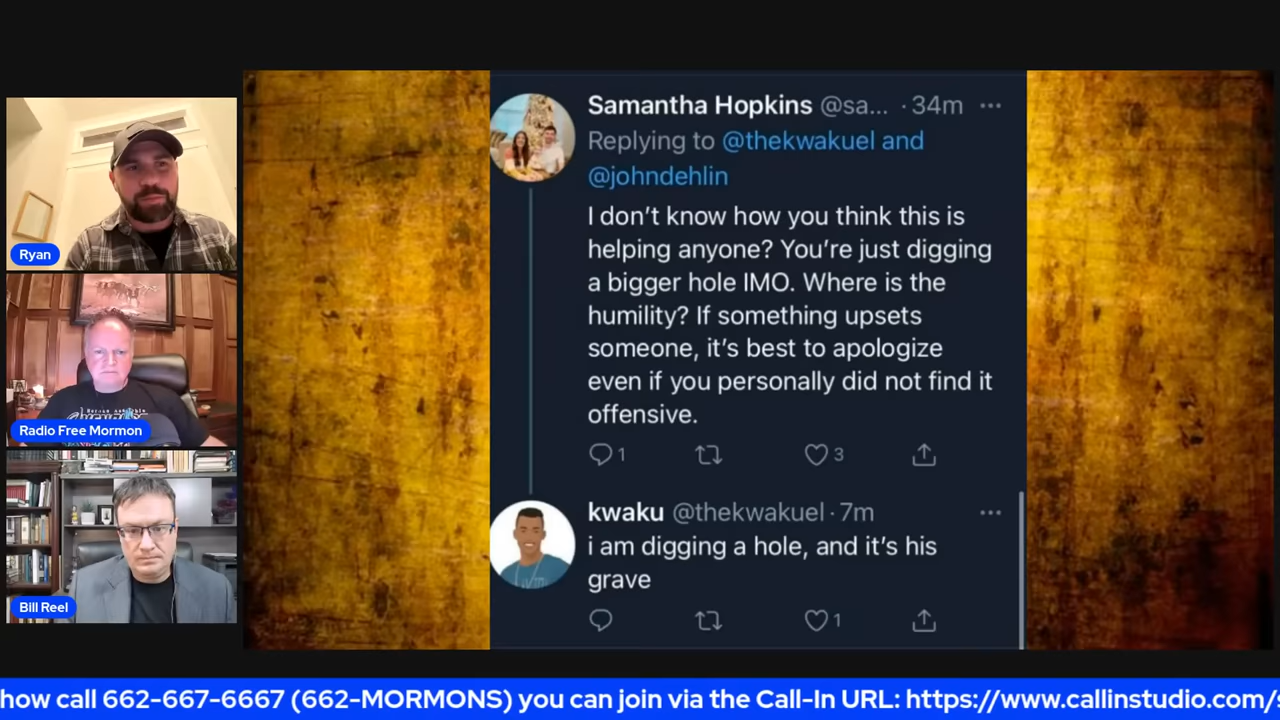 Ryan
Radio Free Mormon
Bill Reel
Samantha Hopkins @sa... · 34m
Replying to @thekwakuel and
@johndehlin
I don't know how you think this is
helping anyone? You're just digging
a bigger hole IMO. Where is the
humility? If something upsets
someone, it's best to apologize
even if you personally did not find it
offensive.
1 3
kwaku @thekwakuel · 7m
i am digging a hole, and it's his
grave
1
how call 662-667-6667 (662-MORMONS) you can join via the Call-In URL: https://www.callinstudio.com/s